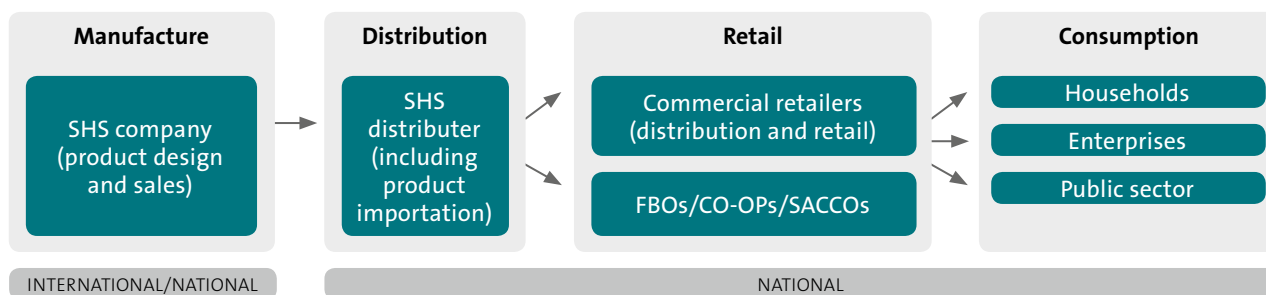 Manufacture
SHS company
(product design
and sales)
Distribution
SHS
distributer
(including
product
importation)
Retail
Commercial retailers
(distribution and retail)
FBOs/CO-OPs/SACCOs
Consumption
Households
Enterprises
Public sector
INTERNATIONAL/NATIONAL
NATIONAL